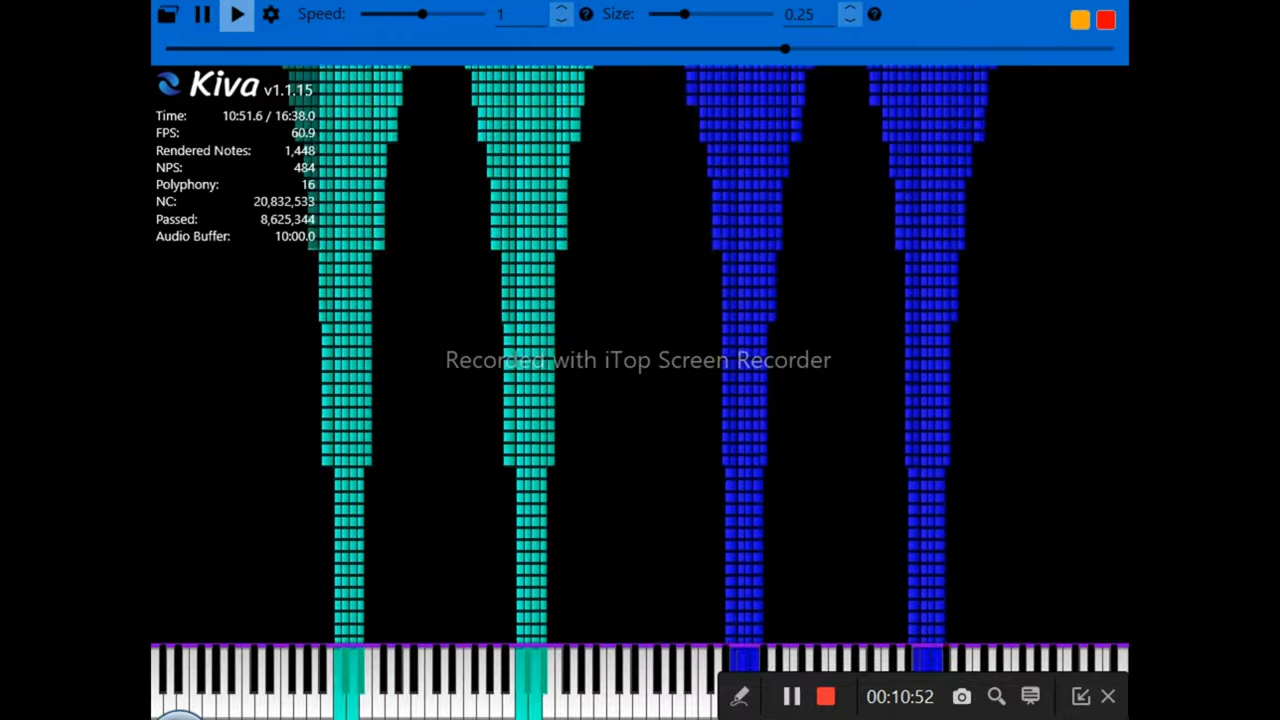 Speed: 1 Size: 0.25
Kiva v1.1.15
Time: 10:51.6 / 16:38.0
FPS: 60.9
Rendered Notes: 1,448
NPS: 484
Polyphony: 16
NC: 20,832,533
Passed: 8,625,344
Audio Buffer: 10:00.0
Recorded with iTop Screen Recorder
00:10:52